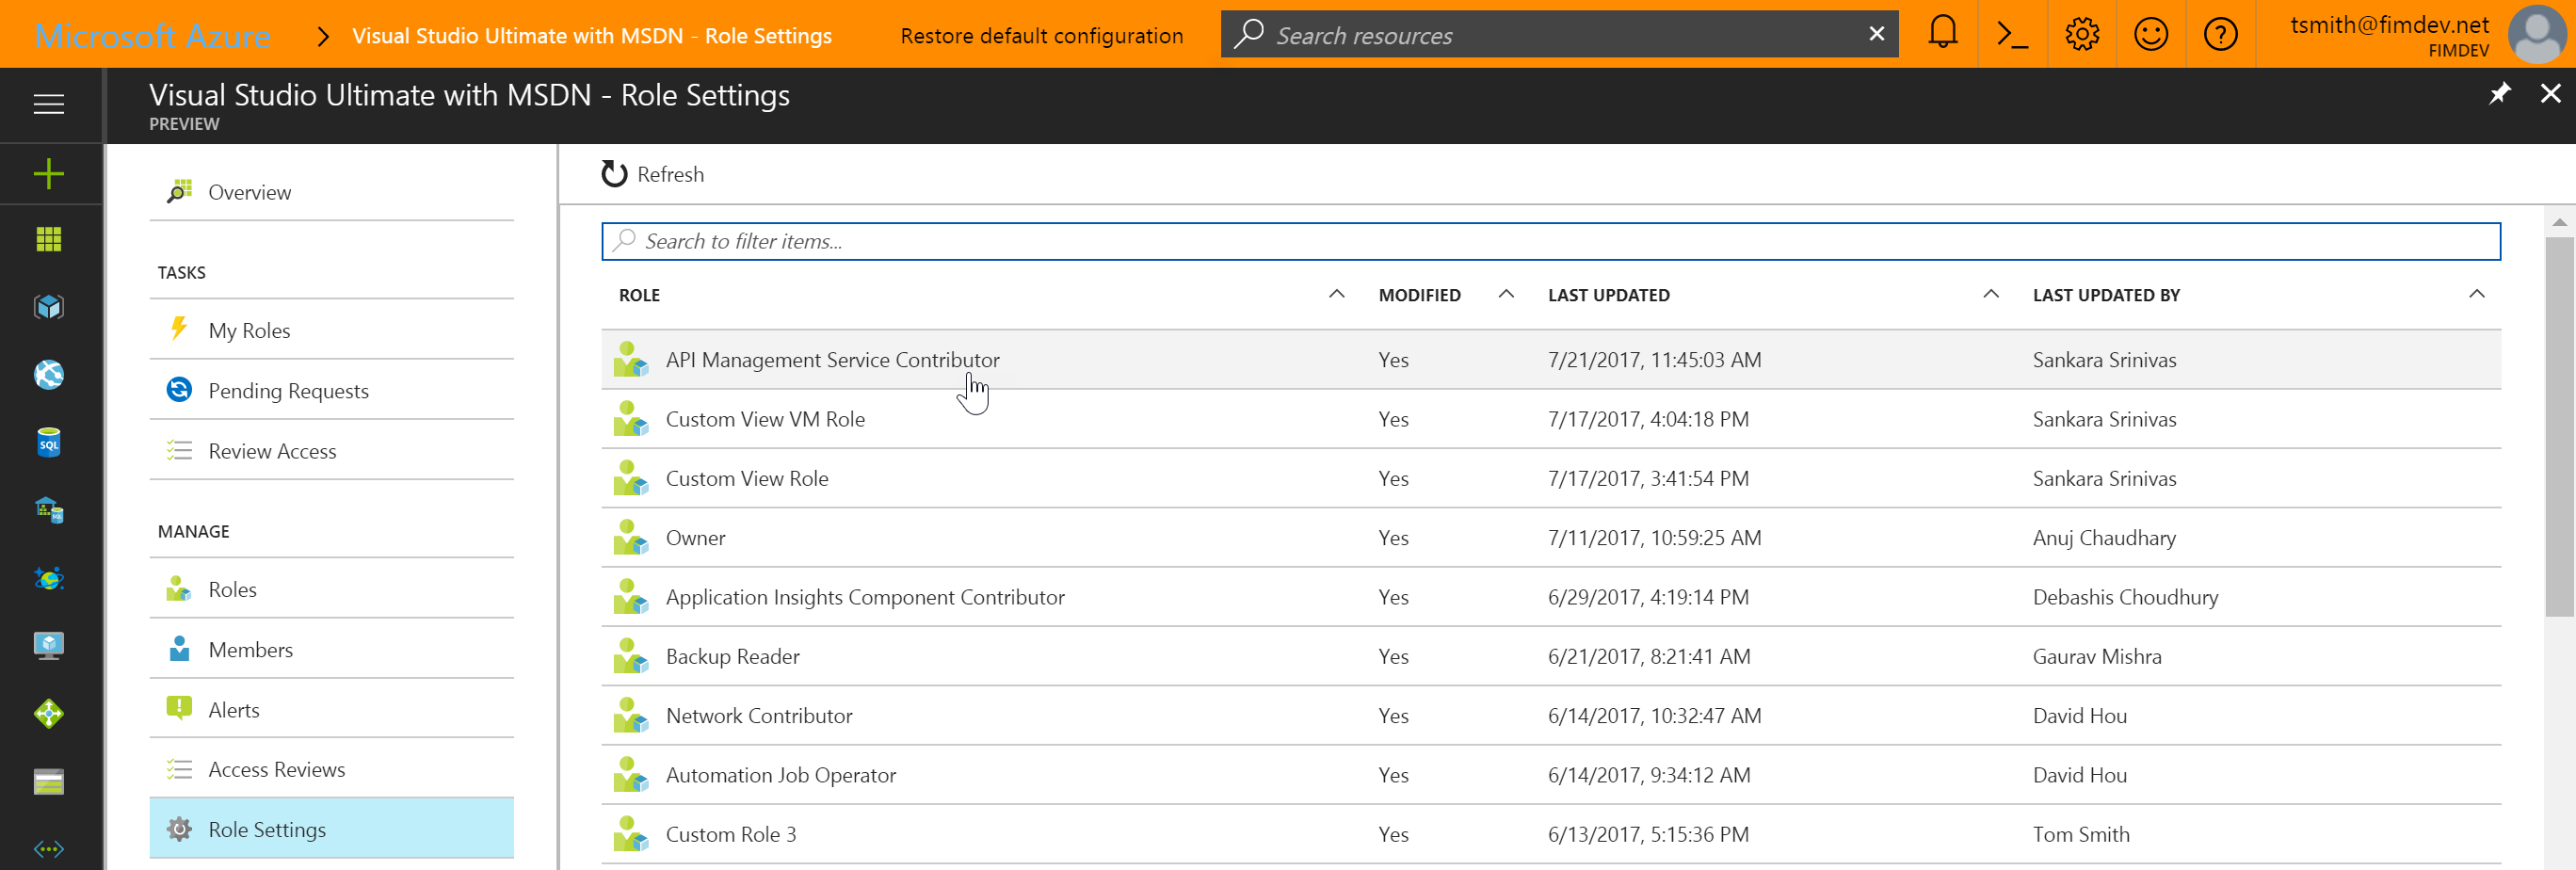 Microsoft Azure
Visual Studio Ultimate with MSDN - Role Settings
Restore default configuration
Search resources
tsmith@fimdev.net
FIMDEV
Visual Studio Ultimate with MSDN - Role Settings
PREVIEW
Overview
TASKS
My Roles
Pending Requests
Review Access
MANAGE
Roles
Members
Alerts
Access Reviews
Role Settings
SQL
Refresh
Search to filter items...
ROLE MODIFIED LAST UPDATED LAST UPDATED BY
API Management Service Contributor Yes 7/21/2017, 11:45:03 AM Sankara Srinivas
Custom View VM Role Yes 7/17/2017, 4:04:18 PM Sankara Srinivas
Custom View Role Yes 7/17/2017, 3:41:54 PM Sankara Srinivas
Owner Yes 7/11/2017, 10:59:25 AM Anuj Chaudhary
Application Insights Component Contributor Yes 6/29/2017, 4:19:14 PM Debashis Choudhury
Backup Reader Yes 6/21/2017, 8:21:41 AM Gaurav Mishra
Network Contributor Yes 6/14/2017, 10:32:47 AM David Hou
Automation Job Operator Yes 6/14/2017, 9:34:12 AM David Hou
Custom Role 3 Yes 6/13/2017, 5:15:36 PM Tom Smith